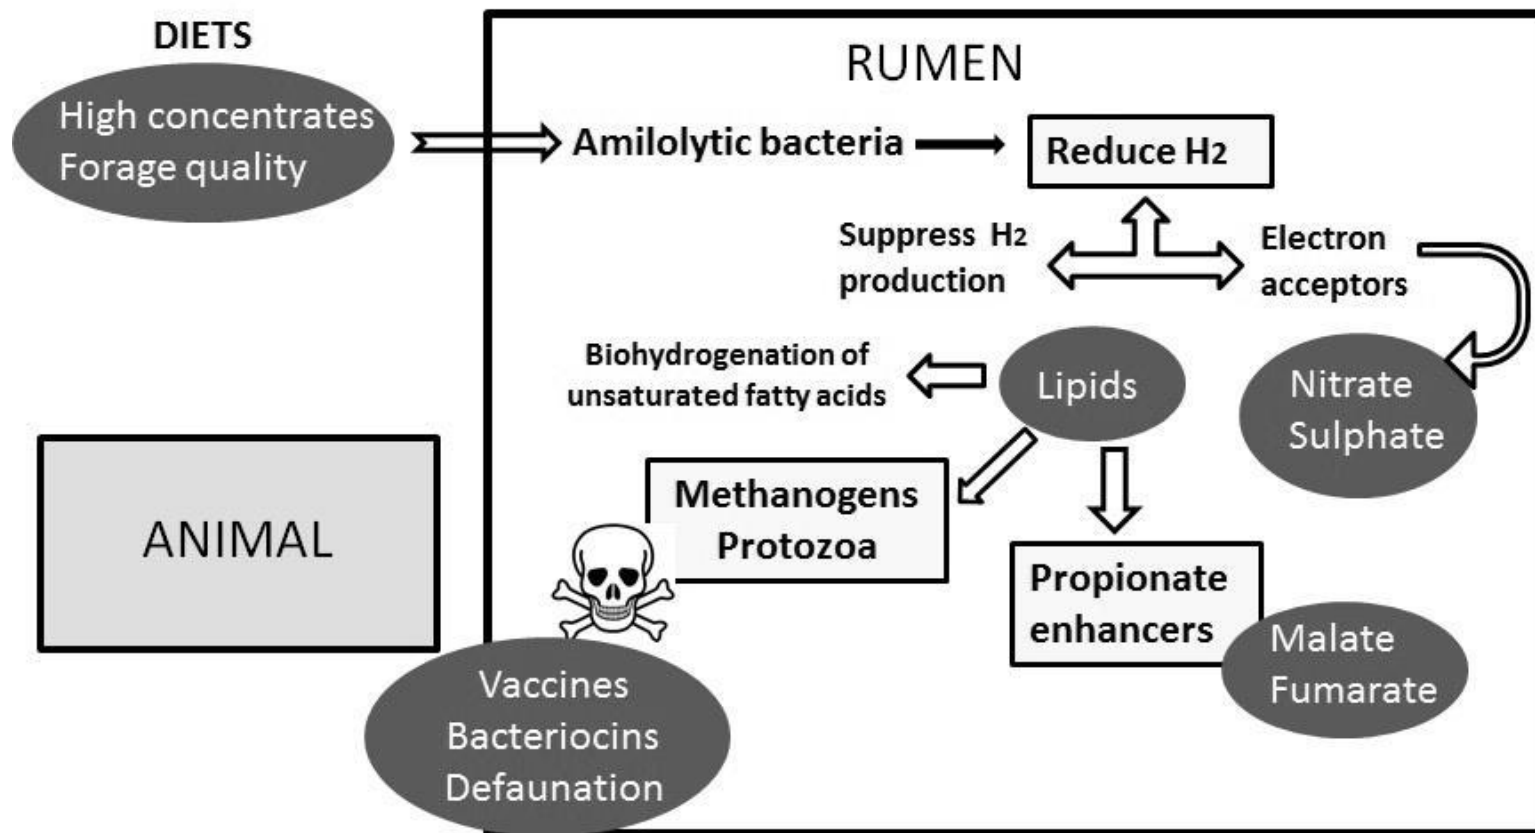 DIETS
High concentrates
Forage quality
RUMEN
Amilolytic bacteria
Reduce H2
Suppress H2
production
Electron
acceptors
Biohydrogenation of
unsaturated fatty acids
Lipids
Nitrate
Sulphate
Methanogens
Protozoa
ANIMAL
Propionate
enhancers
Malate
Fumarate
Vaccines
Bacteriocins
Defaunation